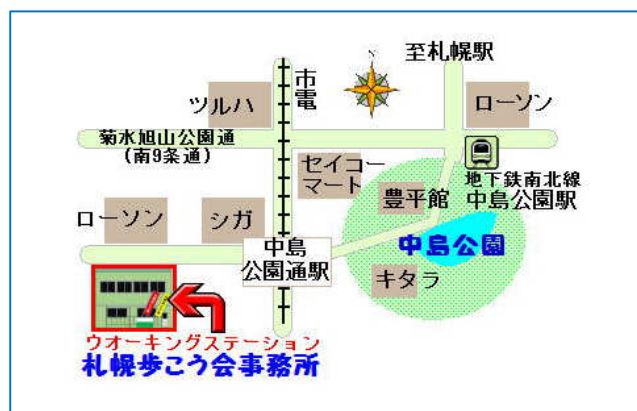 至札幌駅
N
市電
ツルハ
ローソン
菊水旭山公園通
(南9条通)
セイコー
マート
地下鉄南北線
中島公園駅
豊平館
ローソン
シガ
中島
公園通駅
中島公園
キタラ
ウオーキングステーション
札幌歩こう会事務所